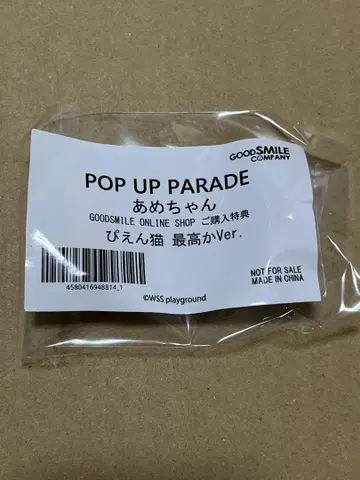 GOODSMILE
COMPANY
POP UP PARADE
あめちゃん
GOODSMILE ONLINE SHOP ご購入特典
ぴえん猫 最高かVer.
4580416948814_1
NOT FOR SALE
MADE IN CHINA
©WSS playground